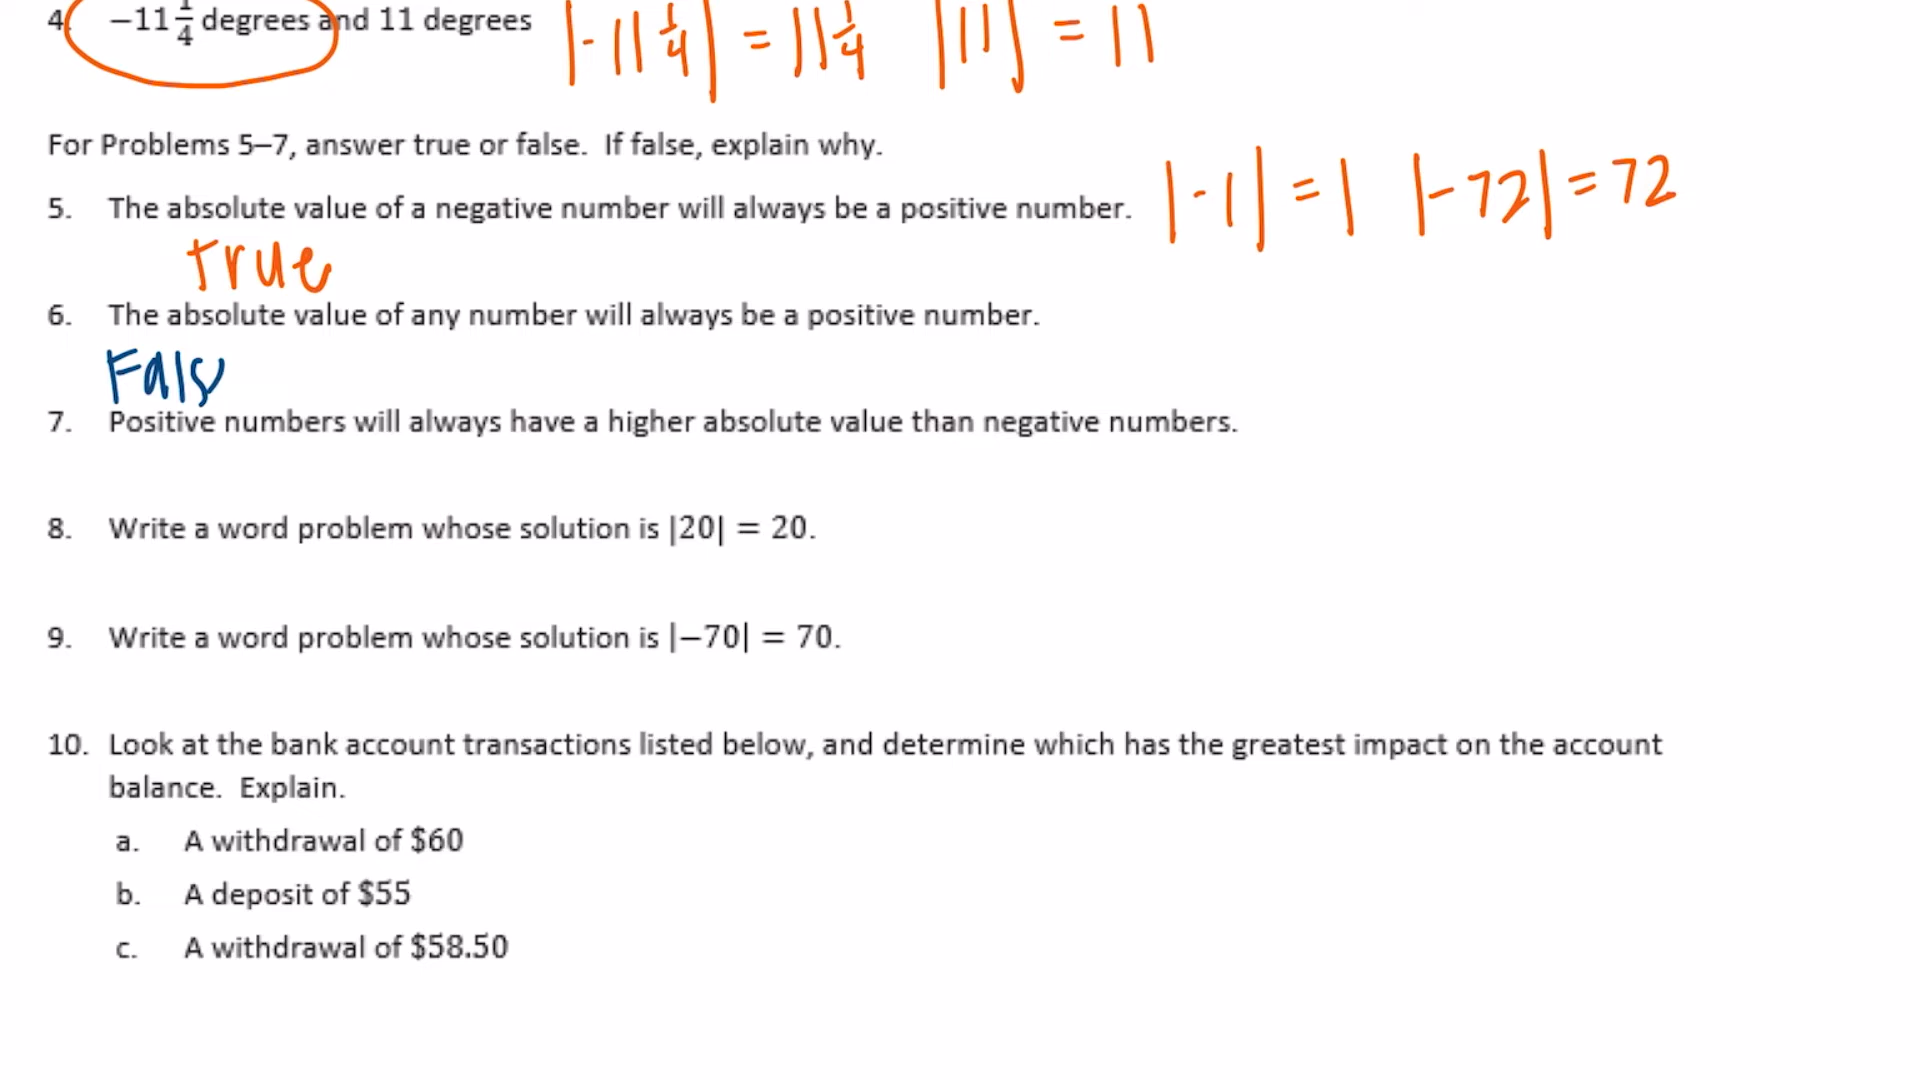 4. −11 1/4 degrees and 11 degrees |-11 1/4| = 11 1/4 |11| = 11
For Problems 5–7, answer true or false. If false, explain why.
5. The absolute value of a negative number will always be a positive number. |-1| = 1 |-72| = 72
true
6. The absolute value of any number will always be a positive number.
Fals
7. Positive numbers will always have a higher absolute value than negative numbers.
8. Write a word problem whose solution is |20| = 20.
9. Write a word problem whose solution is |−70| = 70.
10. Look at the bank account transactions listed below, and determine which has the greatest impact on the account
balance. Explain.
a. A withdrawal of $60
b. A deposit of $55
c. A withdrawal of $58.50